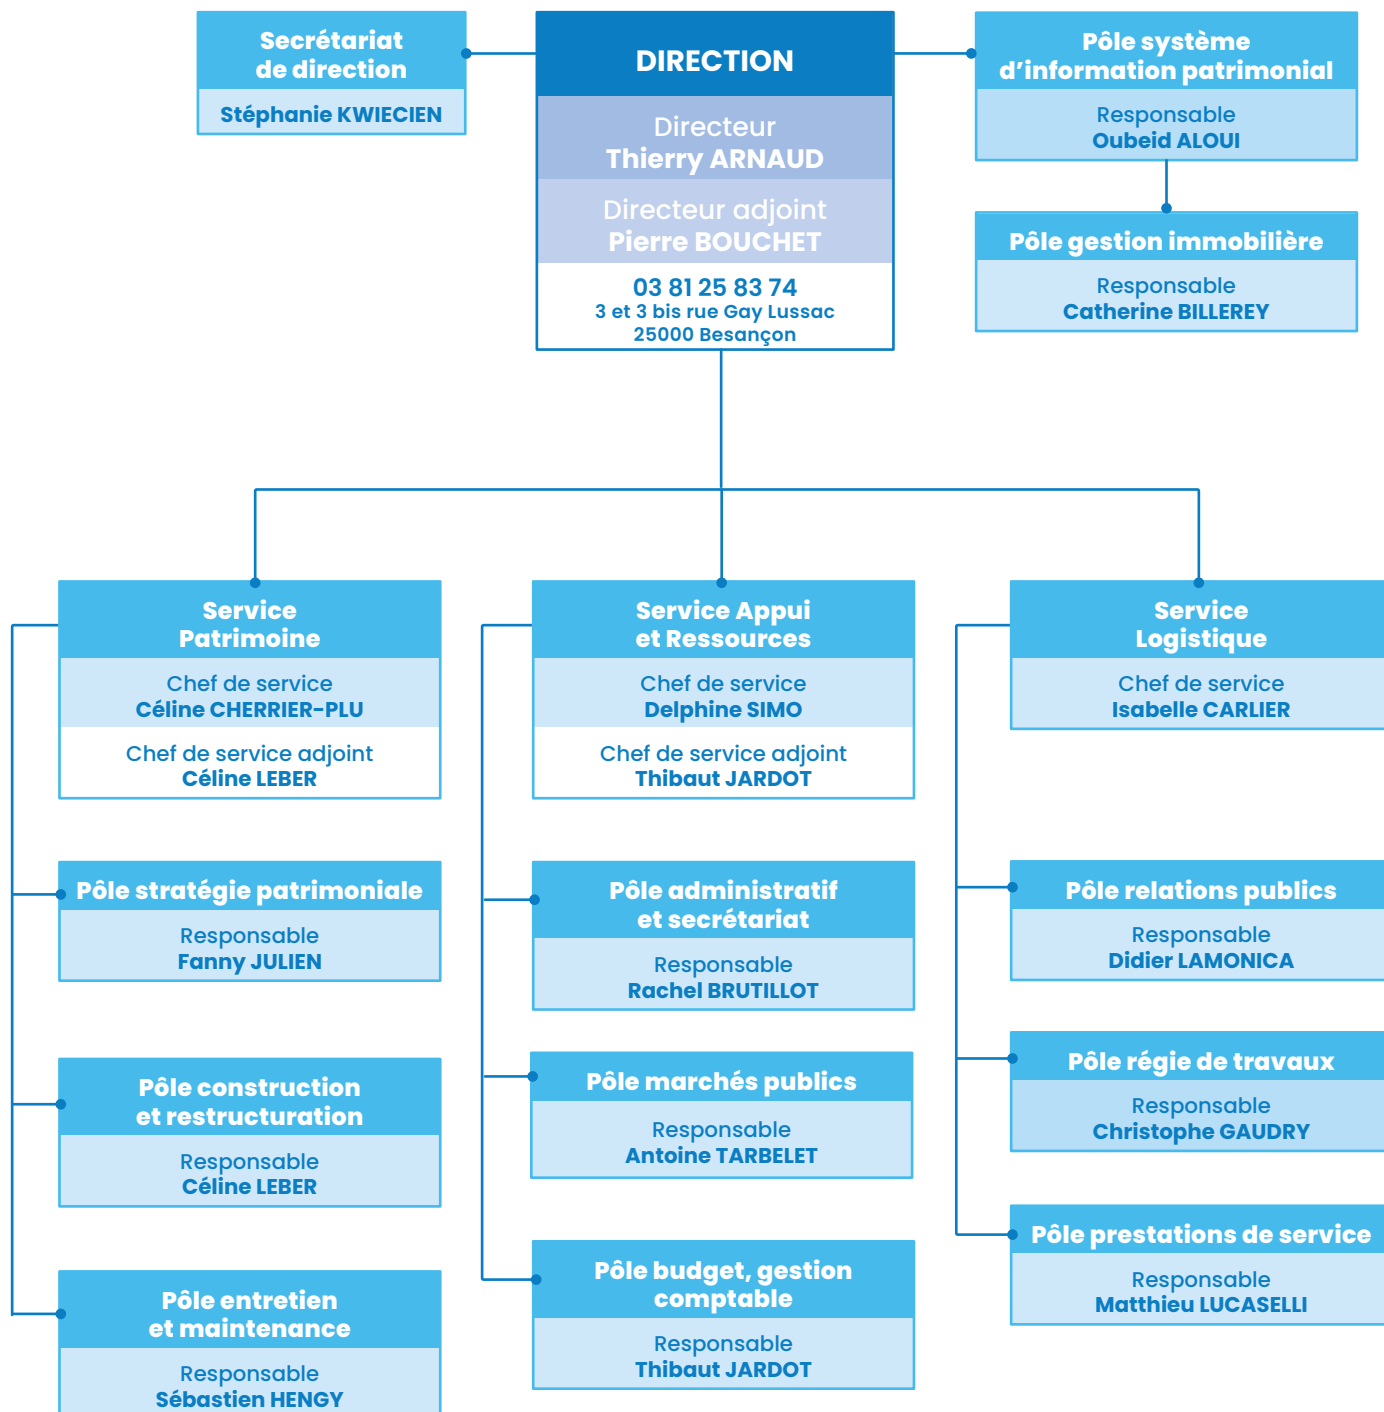 Secrétariat
de direction
Stéphanie KWIECIEN
DIRECTION
Directeur
Thierry ARNAUD
Directeur adjoint
Pierre BOUCHET
03 81 25 83 74
3 et 3 bis rue Gay Lussac
25000 Besançon
Pôle système
d’information patrimonial
Responsable
Oubeid ALOUI
Pôle gestion immobilière
Responsable
Catherine BILLEREY
Service
Patrimoine
Chef de service
Céline CHERRIER-PLU
Chef de service adjoint
Céline LEBER
Pôle stratégie patrimoniale
Responsable
Fanny JULIEN
Pôle construction
et restructuration
Responsable
Céline LEBER
Pôle entretien
et maintenance
Responsable
Sébastien HENGY
Service Appui
et Ressources
Chef de service
Delphine SIMO
Chef de service adjoint
Thibaut JARDOT
Pôle administratif
et secrétariat
Responsable
Rachel BRUTILLOT
Pôle marchés publics
Responsable
Antoine TARBELET
Pôle budget, gestion
comptable
Responsable
Thibaut JARDOT
Service
Logistique
Chef de service
Isabelle CARLIER
Pôle relations publics
Responsable
Didier LAMONICA
Pôle régie de travaux
Responsable
Christophe GAUDRY
Pôle prestations de service
Responsable
Matthieu LUCASELLI